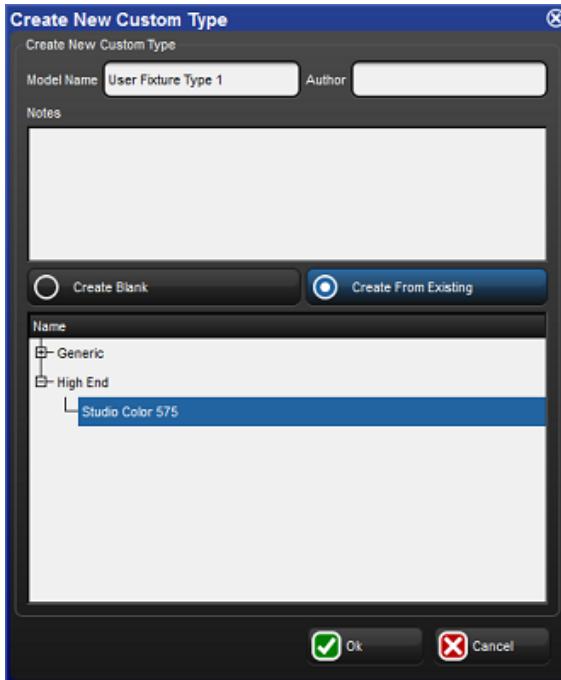 Create New Custom Type
Create New Custom Type
Model Name User Fixture Type 1 Author
Notes
Create Blank Create From Existing
Name
Generic
High End
Studio Color 575
Ok Cancel